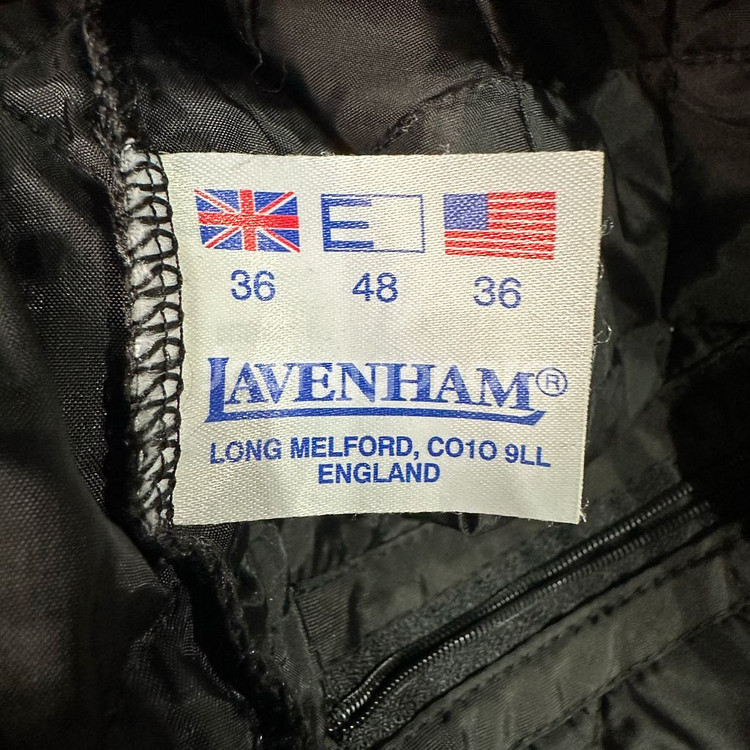 E
36 48 36
LAVENHAM®
LONG MELFORD, CO10 9LL
ENGLAND